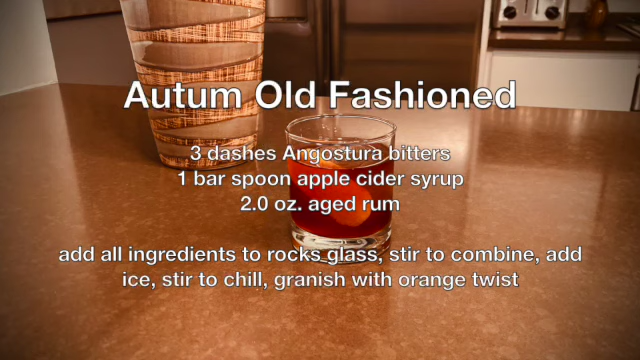 Autum Old Fashioned
3 dashes Angostura bitters
1 bar spoon apple cider syrup
2.0 oz. aged rum
add all ingredients to rocks glass, stir to combine, add
ice, stir to chill, granish with orange twist